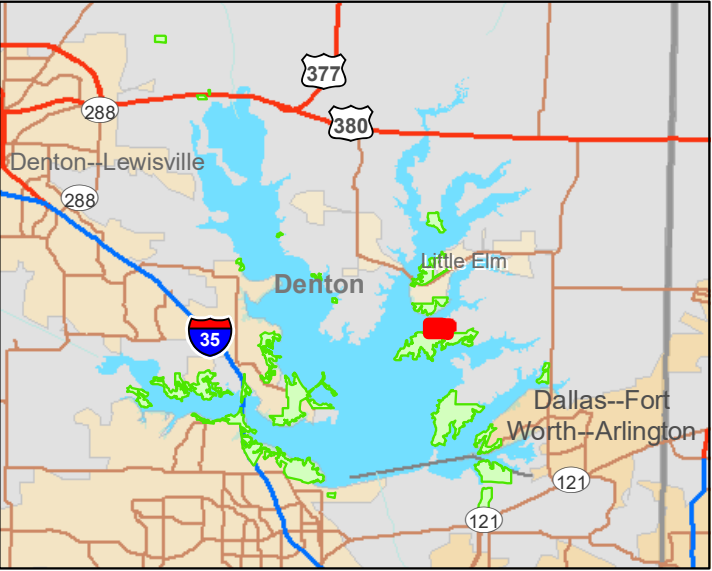 377
288
380
Denton--Lewisville
288
Little Elm
Denton
35
Dallas--Fort
Worth--Arlington
121
121